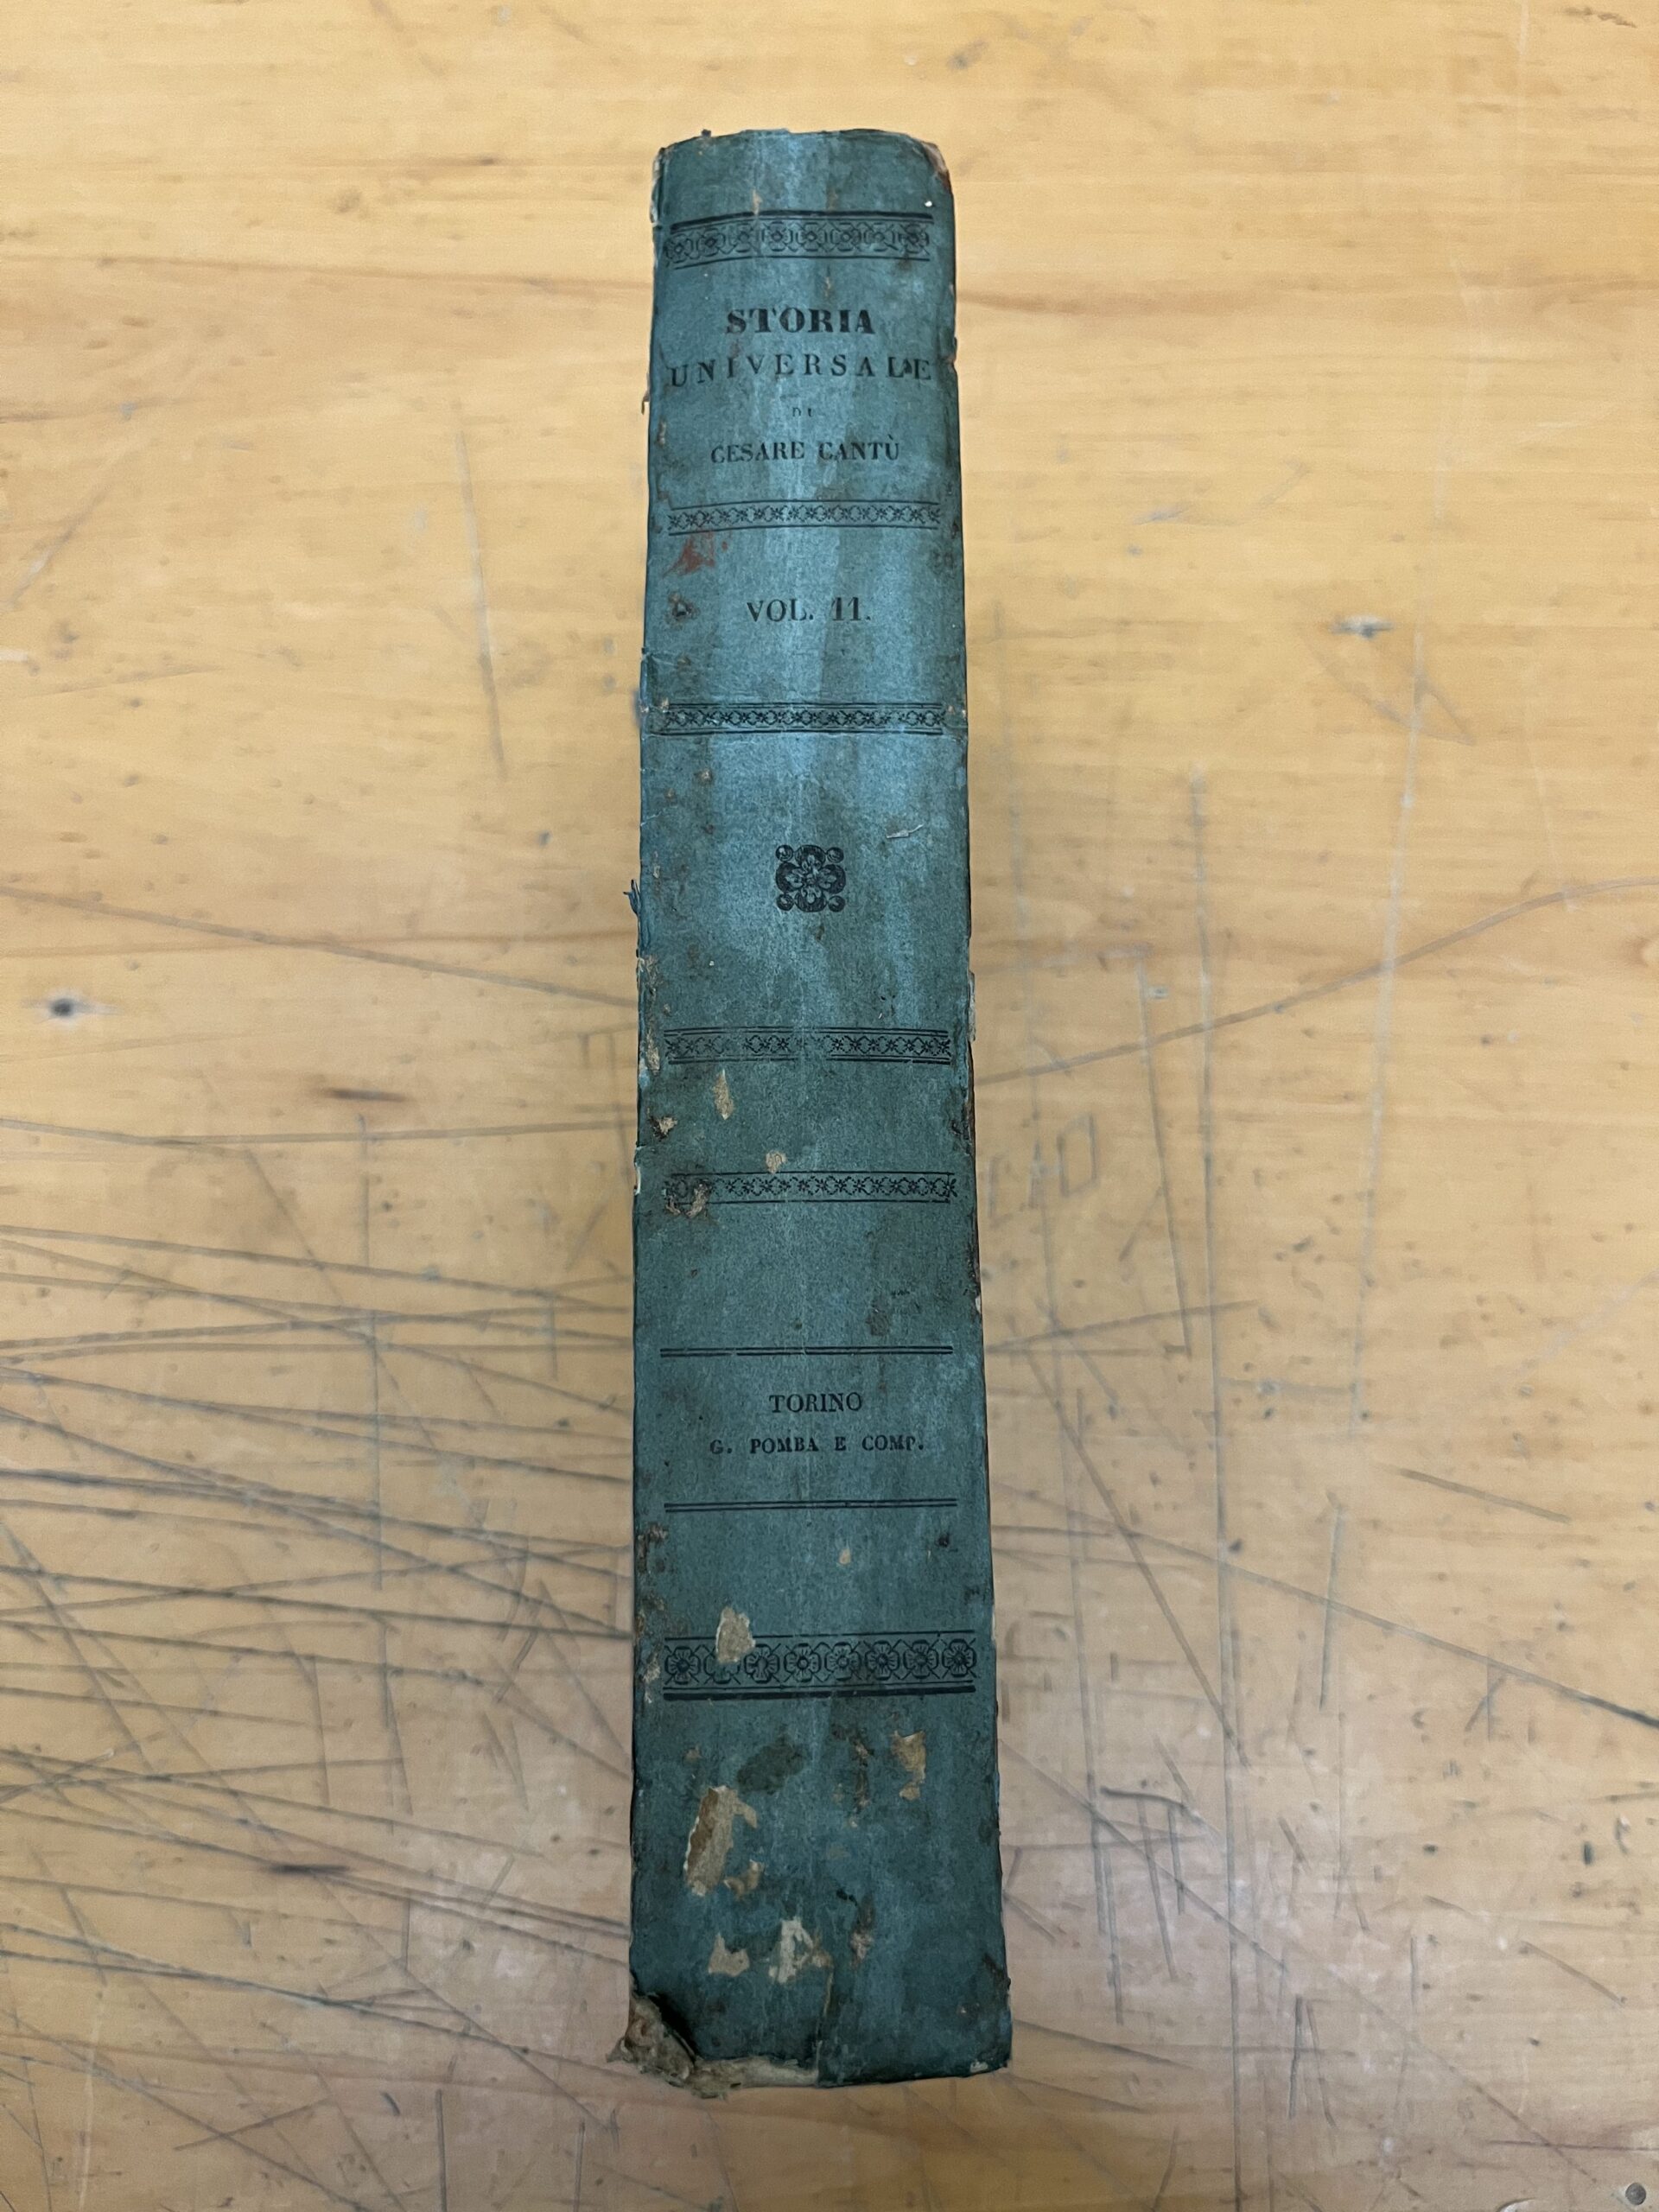 STORIA
UNIVERSALE
DI
CESARE CANTÙ
VOL. 11.
TORINO
G. POMBA E COMP.